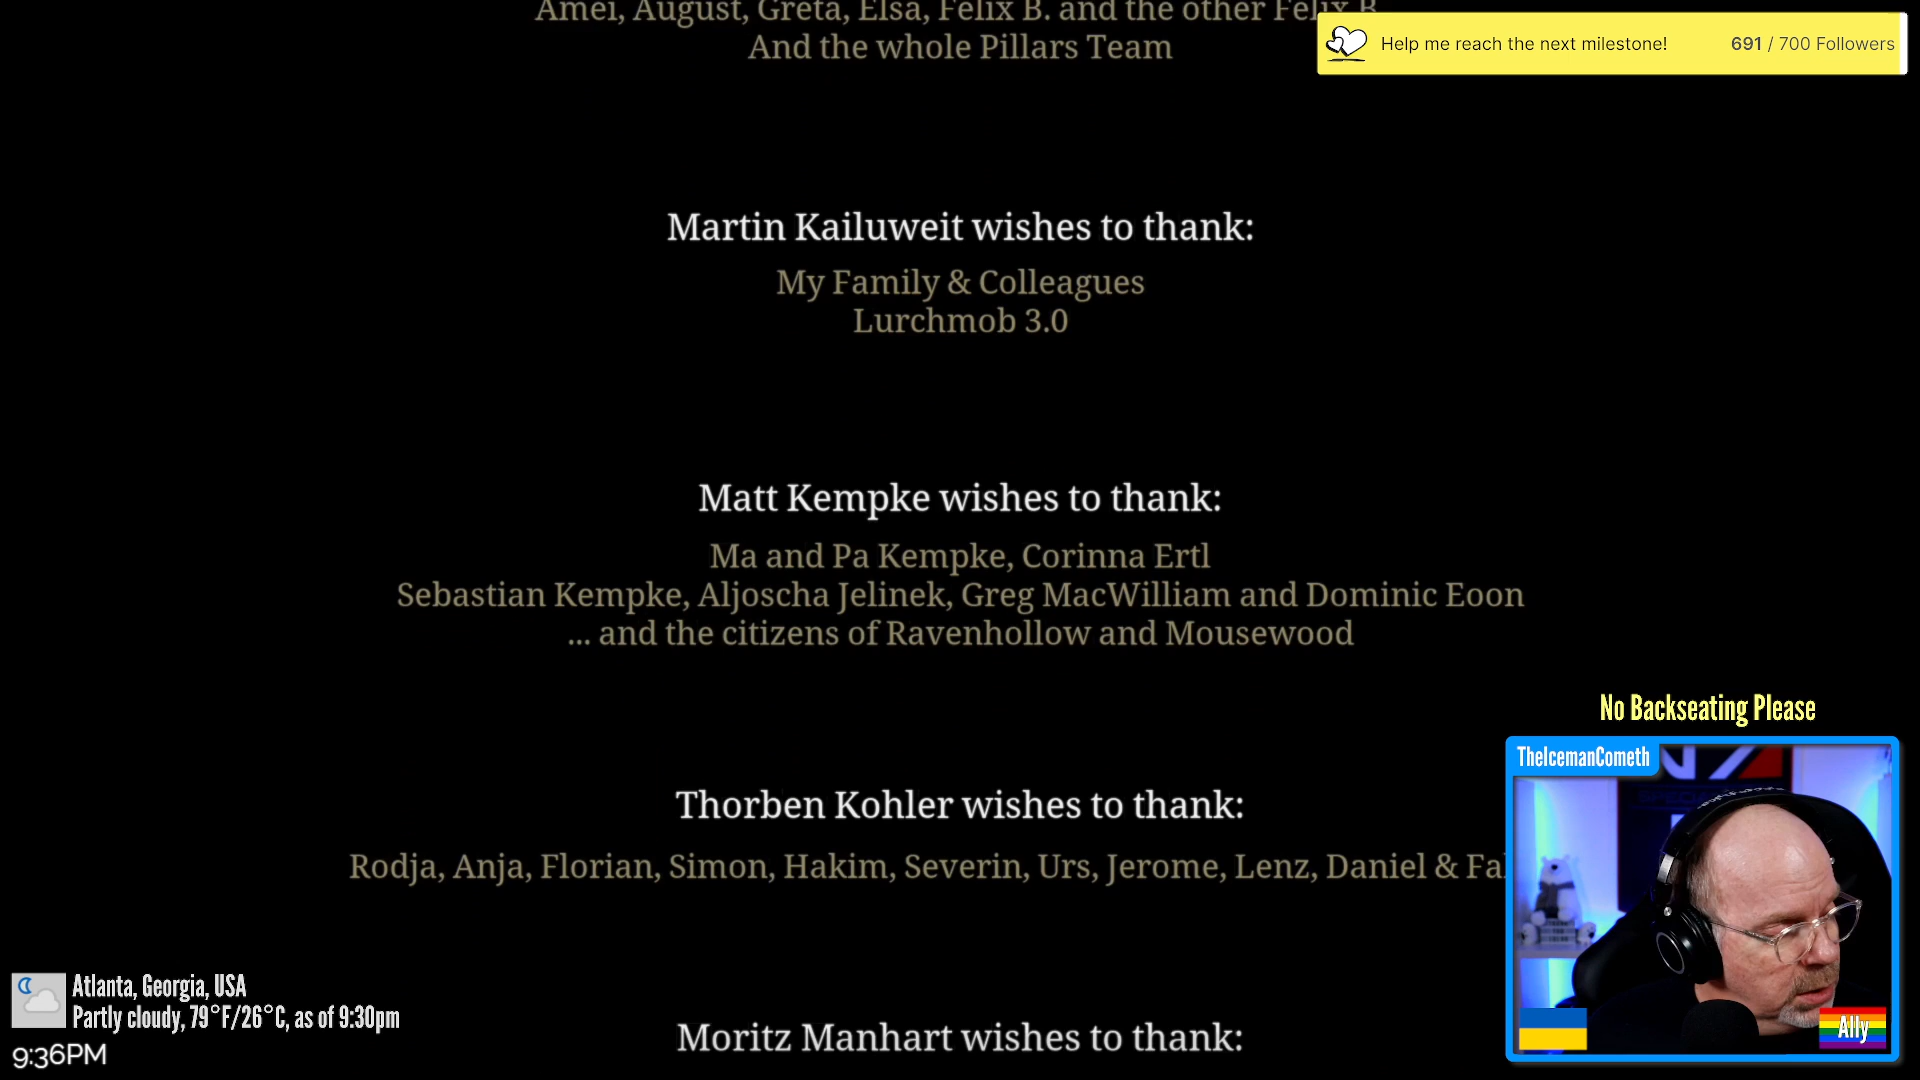 Amei, August, Greta, Elsa, Felix B. and the other Felix B.
And the whole Pillars Team
Help me reach the next milestone!
691 / 700 Followers
Martin Kailuweit wishes to thank:
My Family & Colleagues
Lurchmob 3.0
Matt Kempke wishes to thank:
Ma and Pa Kempke, Corinna Ertl
Sebastian Kempke, Aljoscha Jelinek, Greg MacWilliam and Dominic Eoon
... and the citizens of Ravenhollow and Mousewood
No Backseating Please
TheIcemanCometh
Thorben Kohler wishes to thank:
Rodja, Anja, Florian, Simon, Hakim, Severin, Urs, Jerome, Lenz, Daniel &
Ally
Atlanta, Georgia, USA
Partly cloudy, 79°F/26°C, as of 9:30pm
Moritz Manhart wishes to thank:
9:36PM